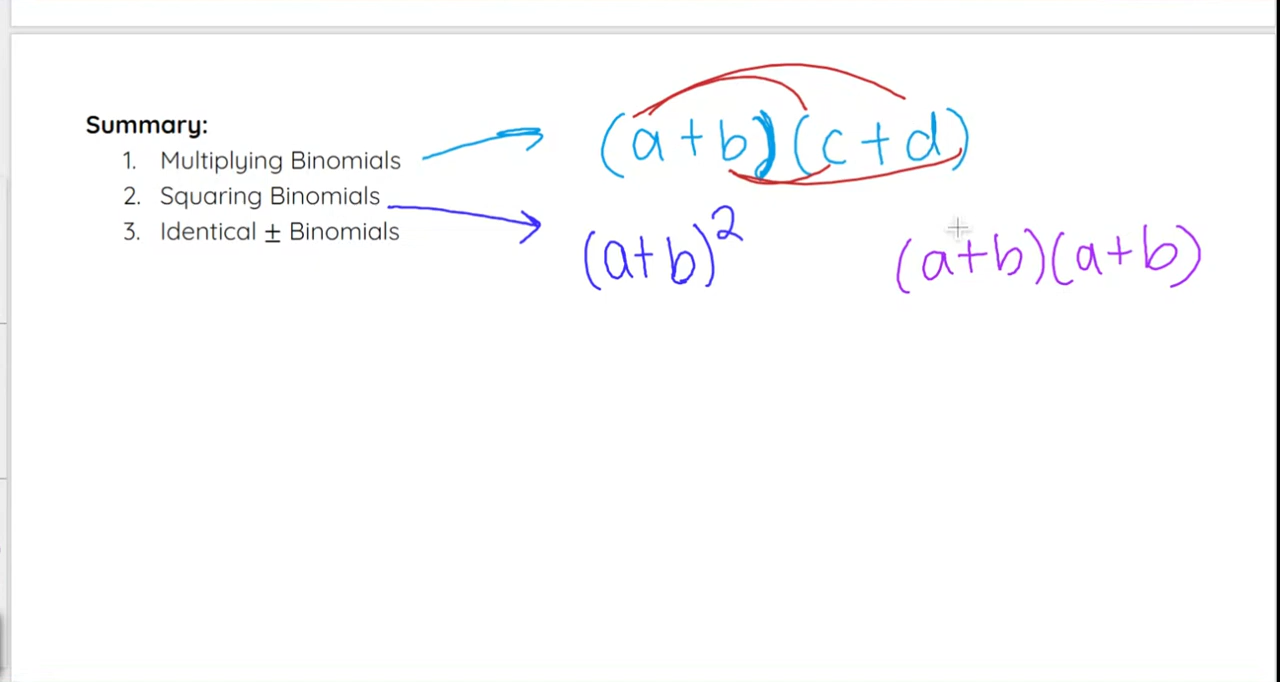 Summary:
1. Multiplying Binomials
2. Squaring Binomials
3. Identical ± Binomials
(a+b)(c+d)
(a+b)²
(a+b)(a+b)